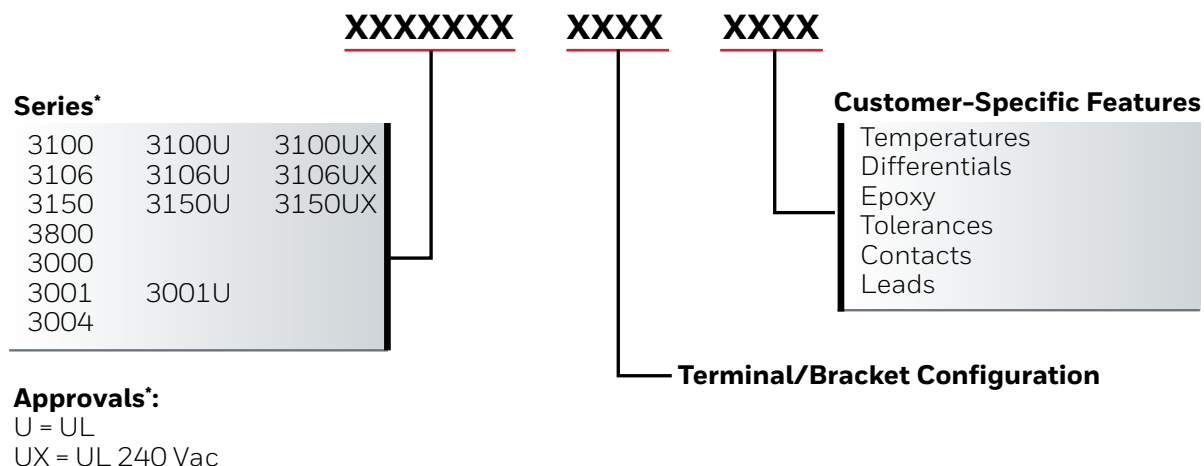 XXXXXXX XXXX XXXX
Series*
3100 3100U 3100UX
3106 3106U 3106UX
3150 3150U 3150UX
3800
3000
3001 3001U
3004
Customer-Specific Features
Temperatures
Differentials
Epoxy
Tolerances
Contacts
Leads
Terminal/Bracket Configuration
Approvals*:
U = UL
UX = UL 240 Vac